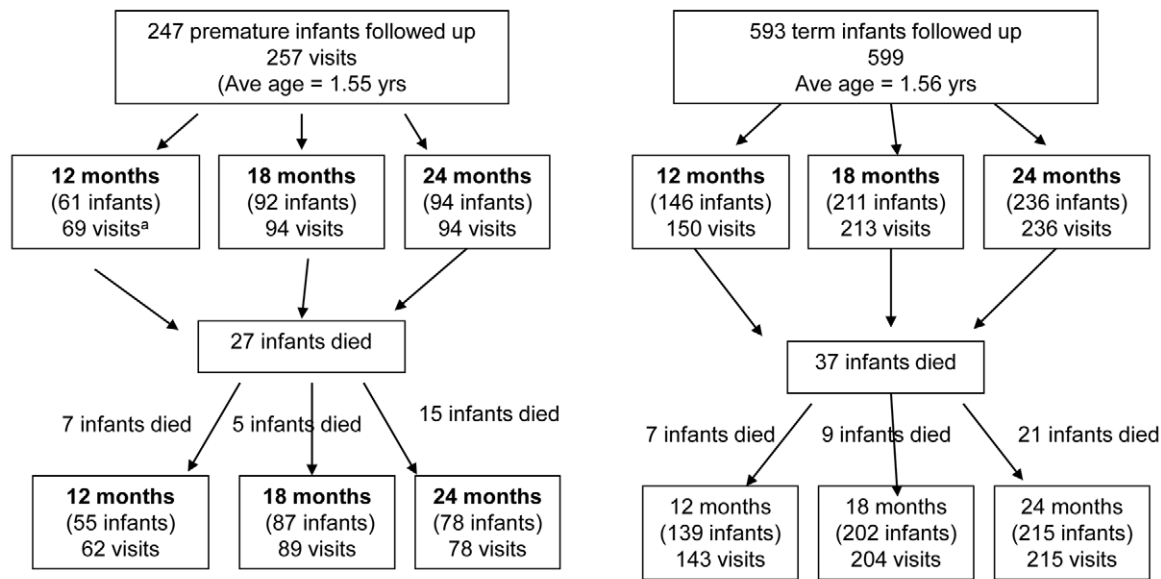 247 premature infants followed up
257 visits
(Ave age = 1.55 yrs
12 months
(61 infants)
69 visitsᵃ
18 months
(92 infants)
94 visits
24 months
(94 infants)
94 visits
27 infants died
7 infants died
5 infants died
15 infants died
12 months
(55 infants)
62 visits
18 months
(87 infants)
89 visits
24 months
(78 infants)
78 visits
593 term infants followed up
599
Ave age = 1.56 yrs
12 months
(146 infants)
150 visits
18 months
(211 infants)
213 visits
24 months
(236 infants)
236 visits
37 infants died
7 infants died
9 infants died
21 infants died
12 months
(139 infants)
143 visits
18 months
(202 infants)
204 visits
24 months
(215 infants)
215 visits